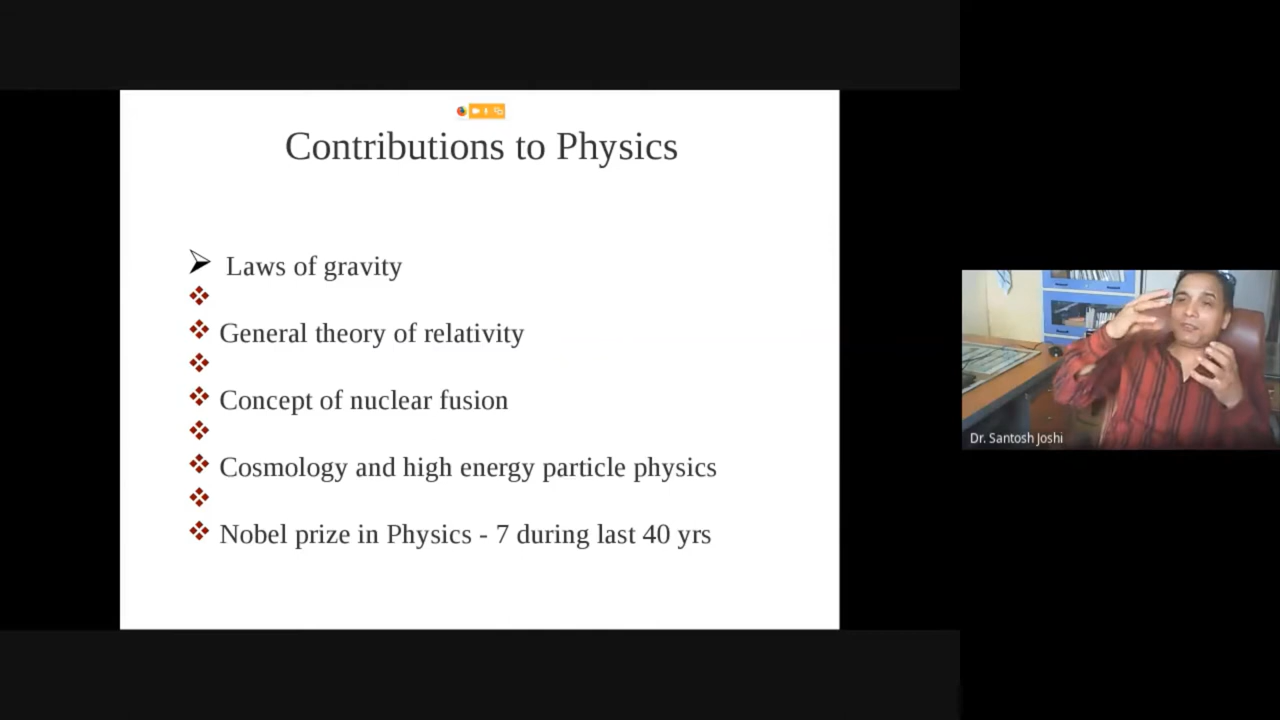 Contributions to Physics
Laws of gravity
General theory of relativity
Concept of nuclear fusion
Cosmology and high energy particle physics
Nobel prize in Physics - 7 during last 40 yrs
Dr. Santosh Joshi